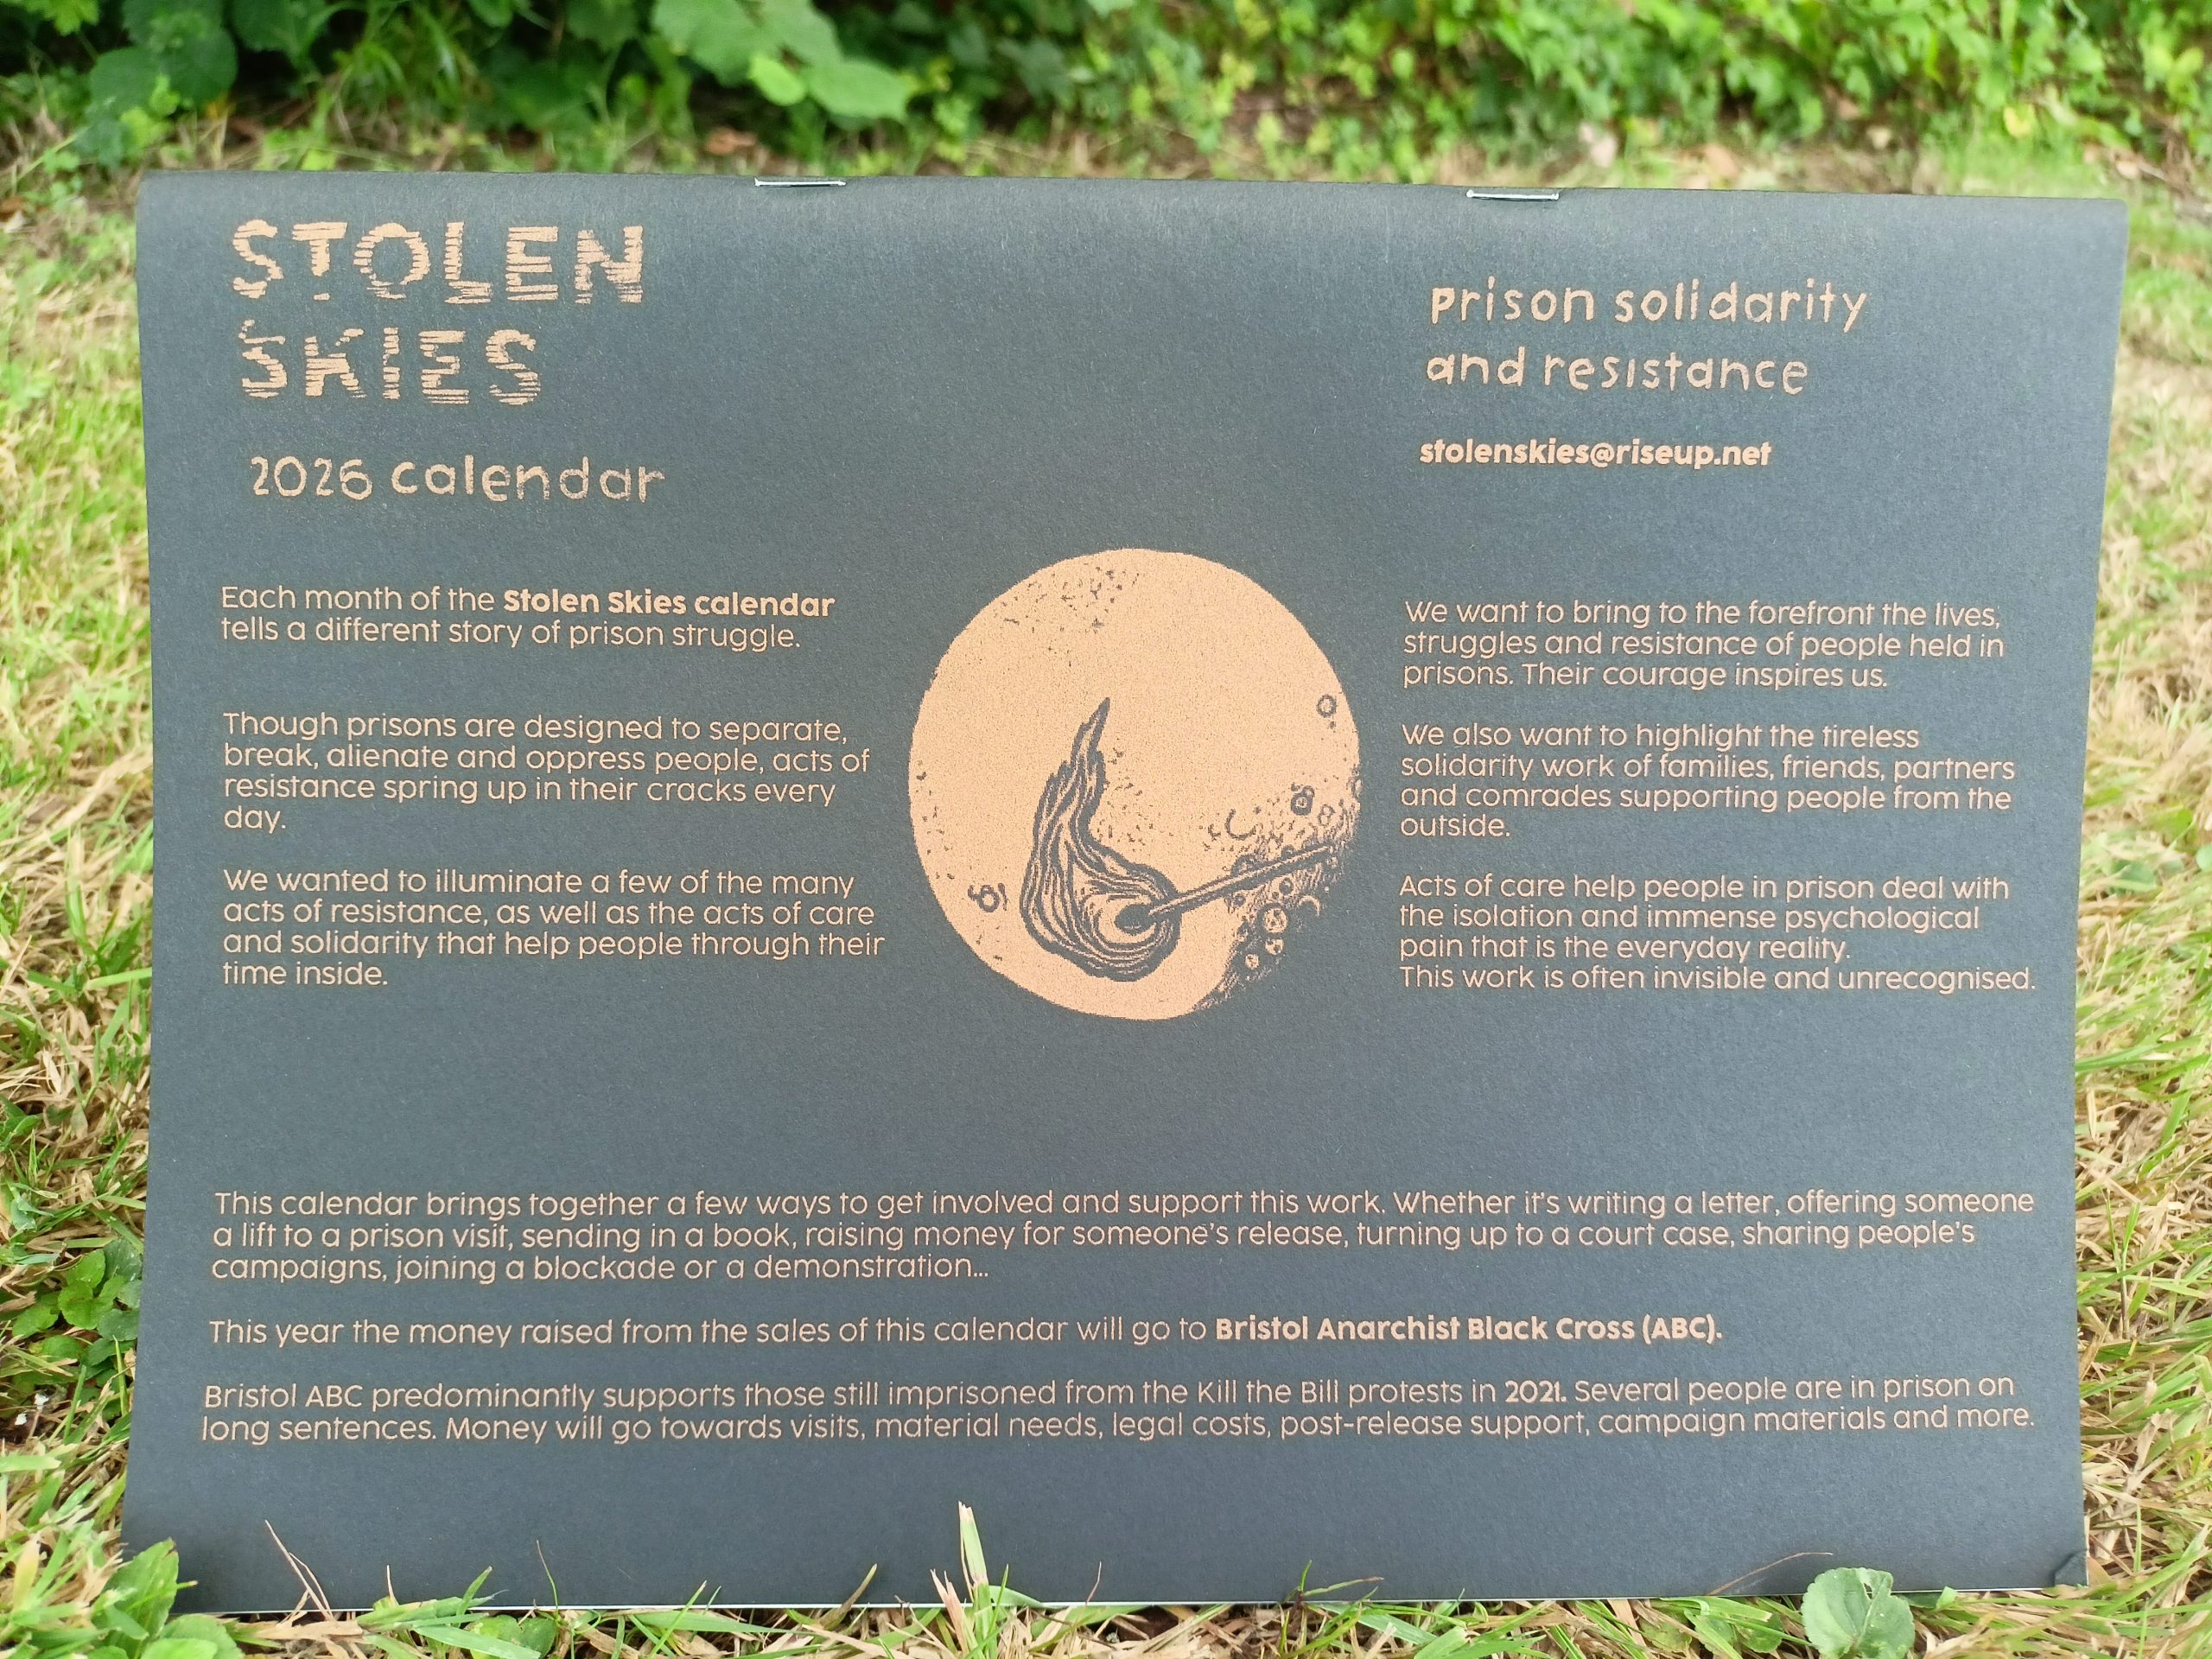 STOLEN
SKIES
2026 calendar
Prison solidarity
and resistance
stolenskies@riseup.net
Each month of the Stolen Skies calendar
tells a different story of prison struggle.
Though prisons are designed to separate,
break, alienate and oppress people, acts of
resistance spring up in their cracks every
day.
We wanted to illuminate a few of the many
acts of resistance, as well as the acts of care
and solidarity that help people through their
time inside.
We want to bring to the forefront the lives,
struggles and resistance of people held in
prisons. Their courage inspires us.
We also want to highlight the tireless
solidarity work of families, friends, partners
and comrades supporting people from the
outside.
Acts of care help people in prison deal with
the isolation and immense psychological
pain that is the everyday reality.
This work is often invisible and unrecognised.
This calendar brings together a few ways to get involved and support this work. Whether it's writing a letter, offering someone
a lift to a prison visit, sending in a book, raising money for someone's release, turning up to a court case, sharing people's
campaigns, joining a blockade or a demonstration...
This year the money raised from the sales of this calendar will go to Bristol Anarchist Black Cross (ABC).
Bristol ABC predominantly supports those still imprisoned from the Kill the Bill protests in 2021. Several people are in prison on
long sentences. Money will go towards visits, material needs, legal costs, post-release support, campaign materials and more.